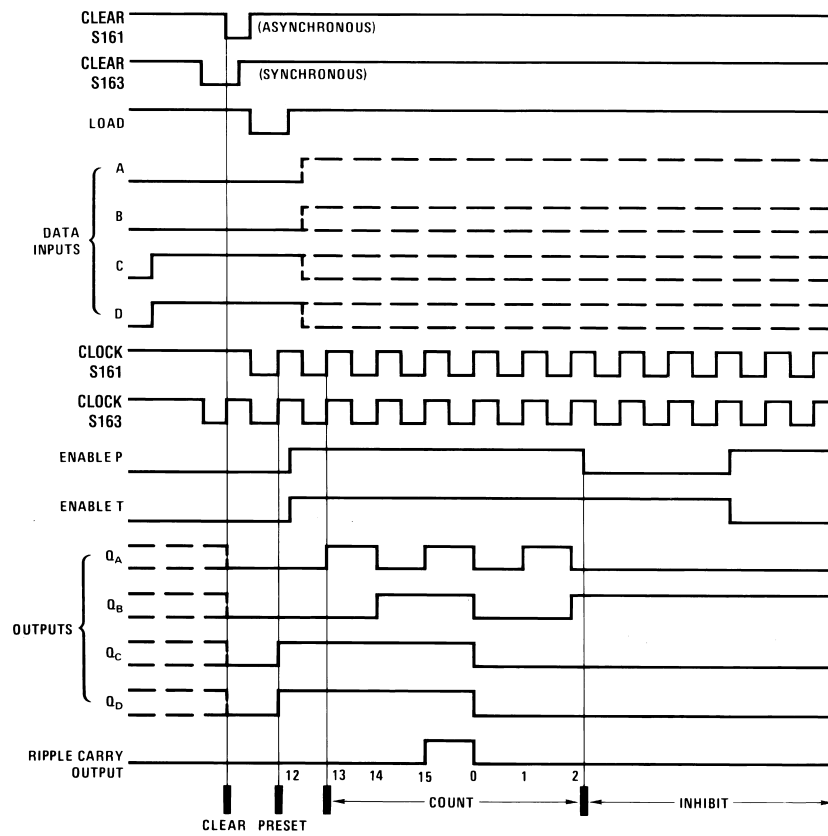 CLEAR
S161
(ASYNCHRONOUS)
CLEAR
S163
(SYNCHRONOUS)
LOAD
A
B
DATA
INPUTS
C
D
CLOCK
S161
CLOCK
S163
ENABLE P
ENABLE T
QA
QB
OUTPUTS
QC
QD
RIPPLE CARRY
OUTPUT
12 13 14 15 0 1 2
COUNT
INHIBIT
CLEAR PRESET